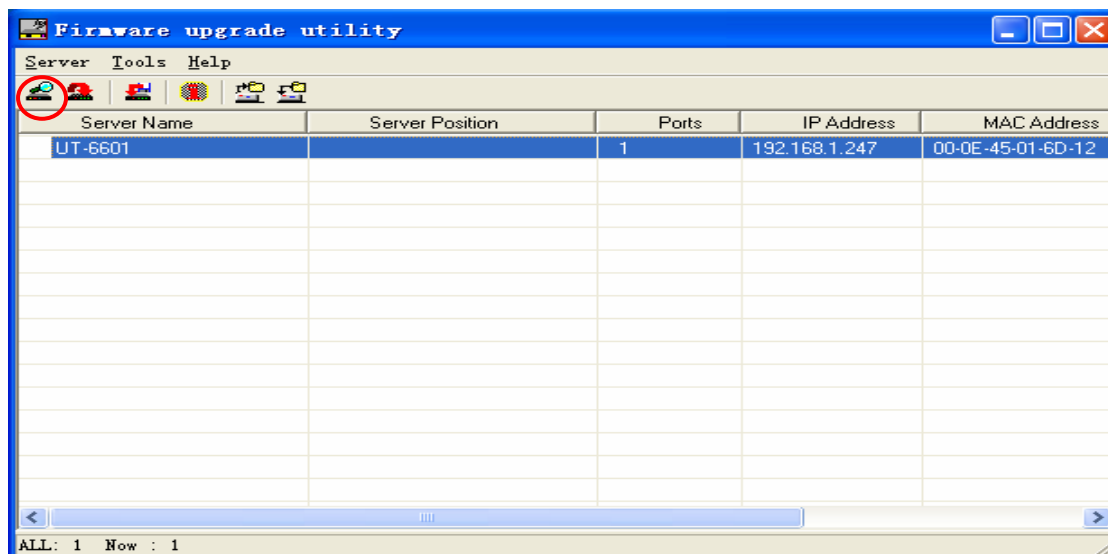 Firmware upgrade utility
Server Tools Help
Server Name Server Position Ports IP Address MAC Address
UT-6601 1 192.168.1.247 00-0E-45-01-6D-12
ALL: 1 Now : 1